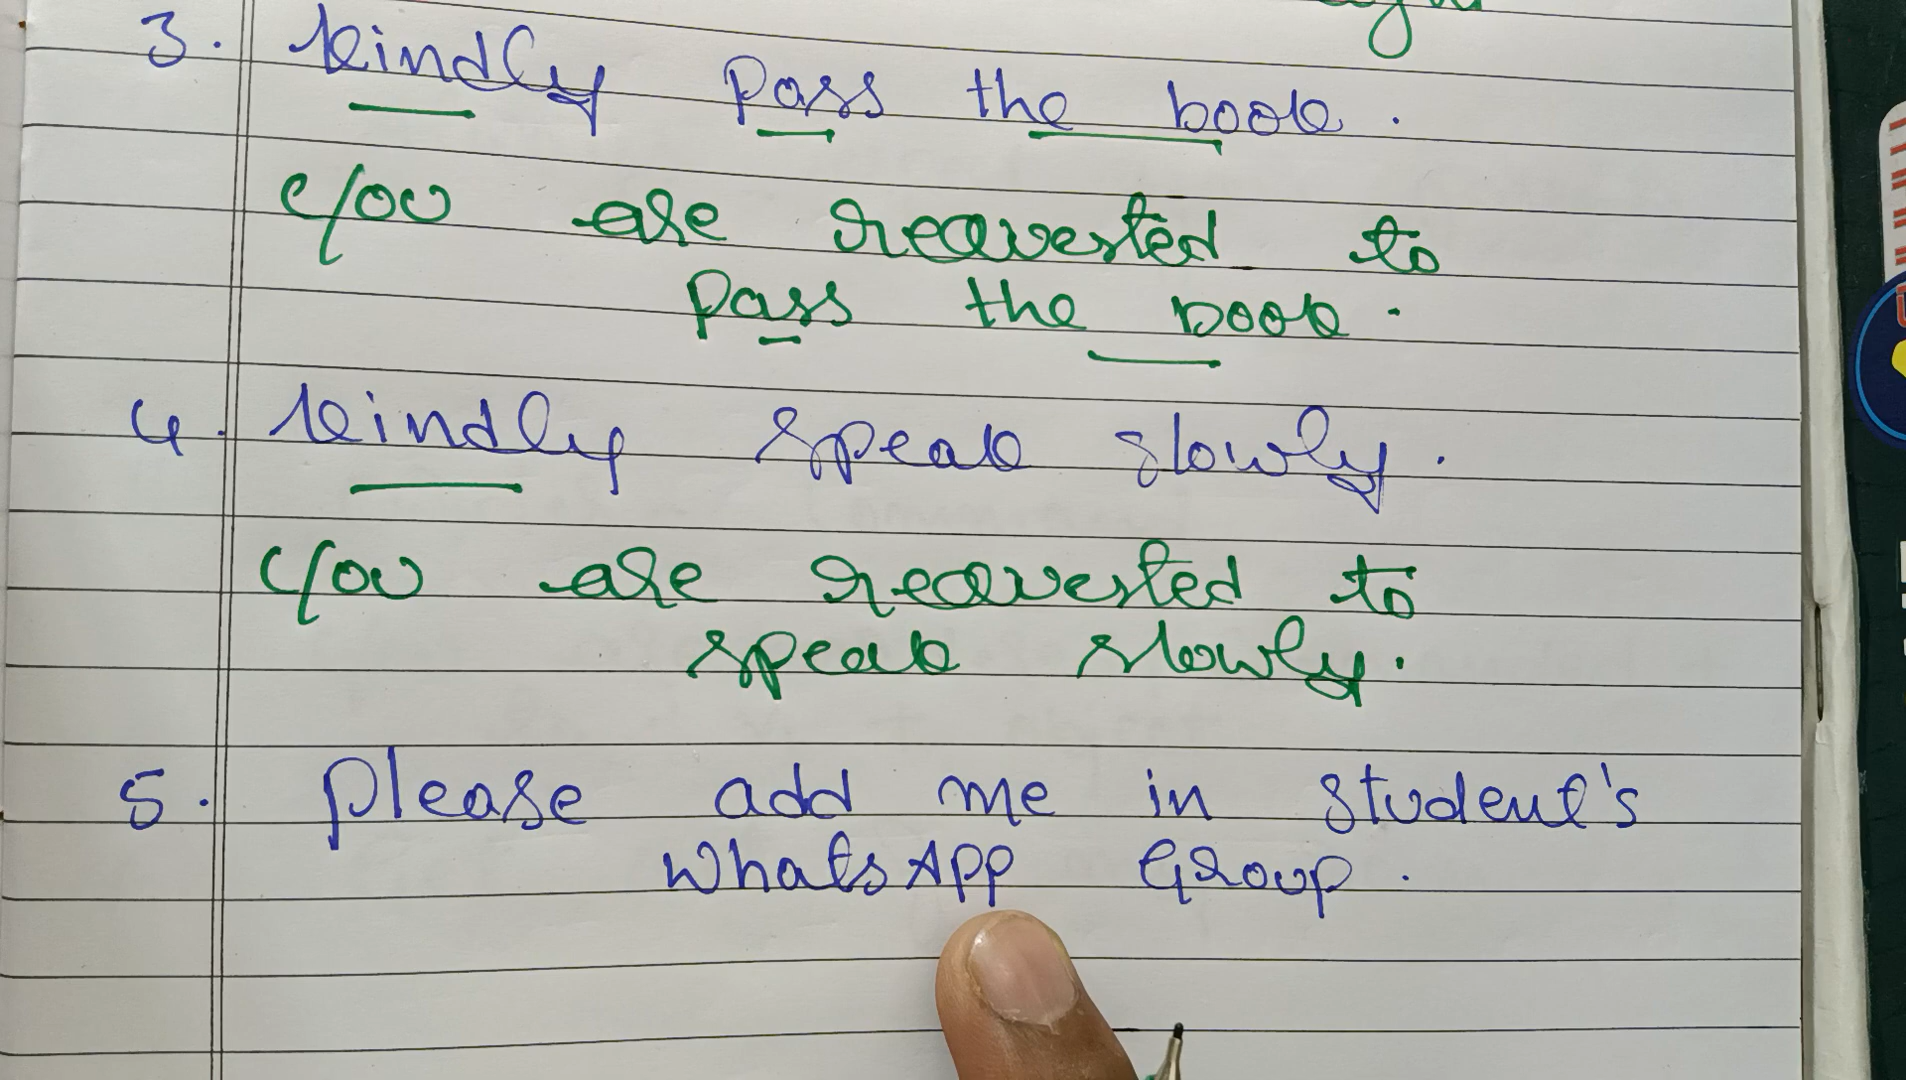 3. Kindly Pass the book.
You are requested to
Pass the book.
4. Kindly speak slowly.
You are requested to
speak slowly.
5. Please add me in student's
WhatsApp Group.